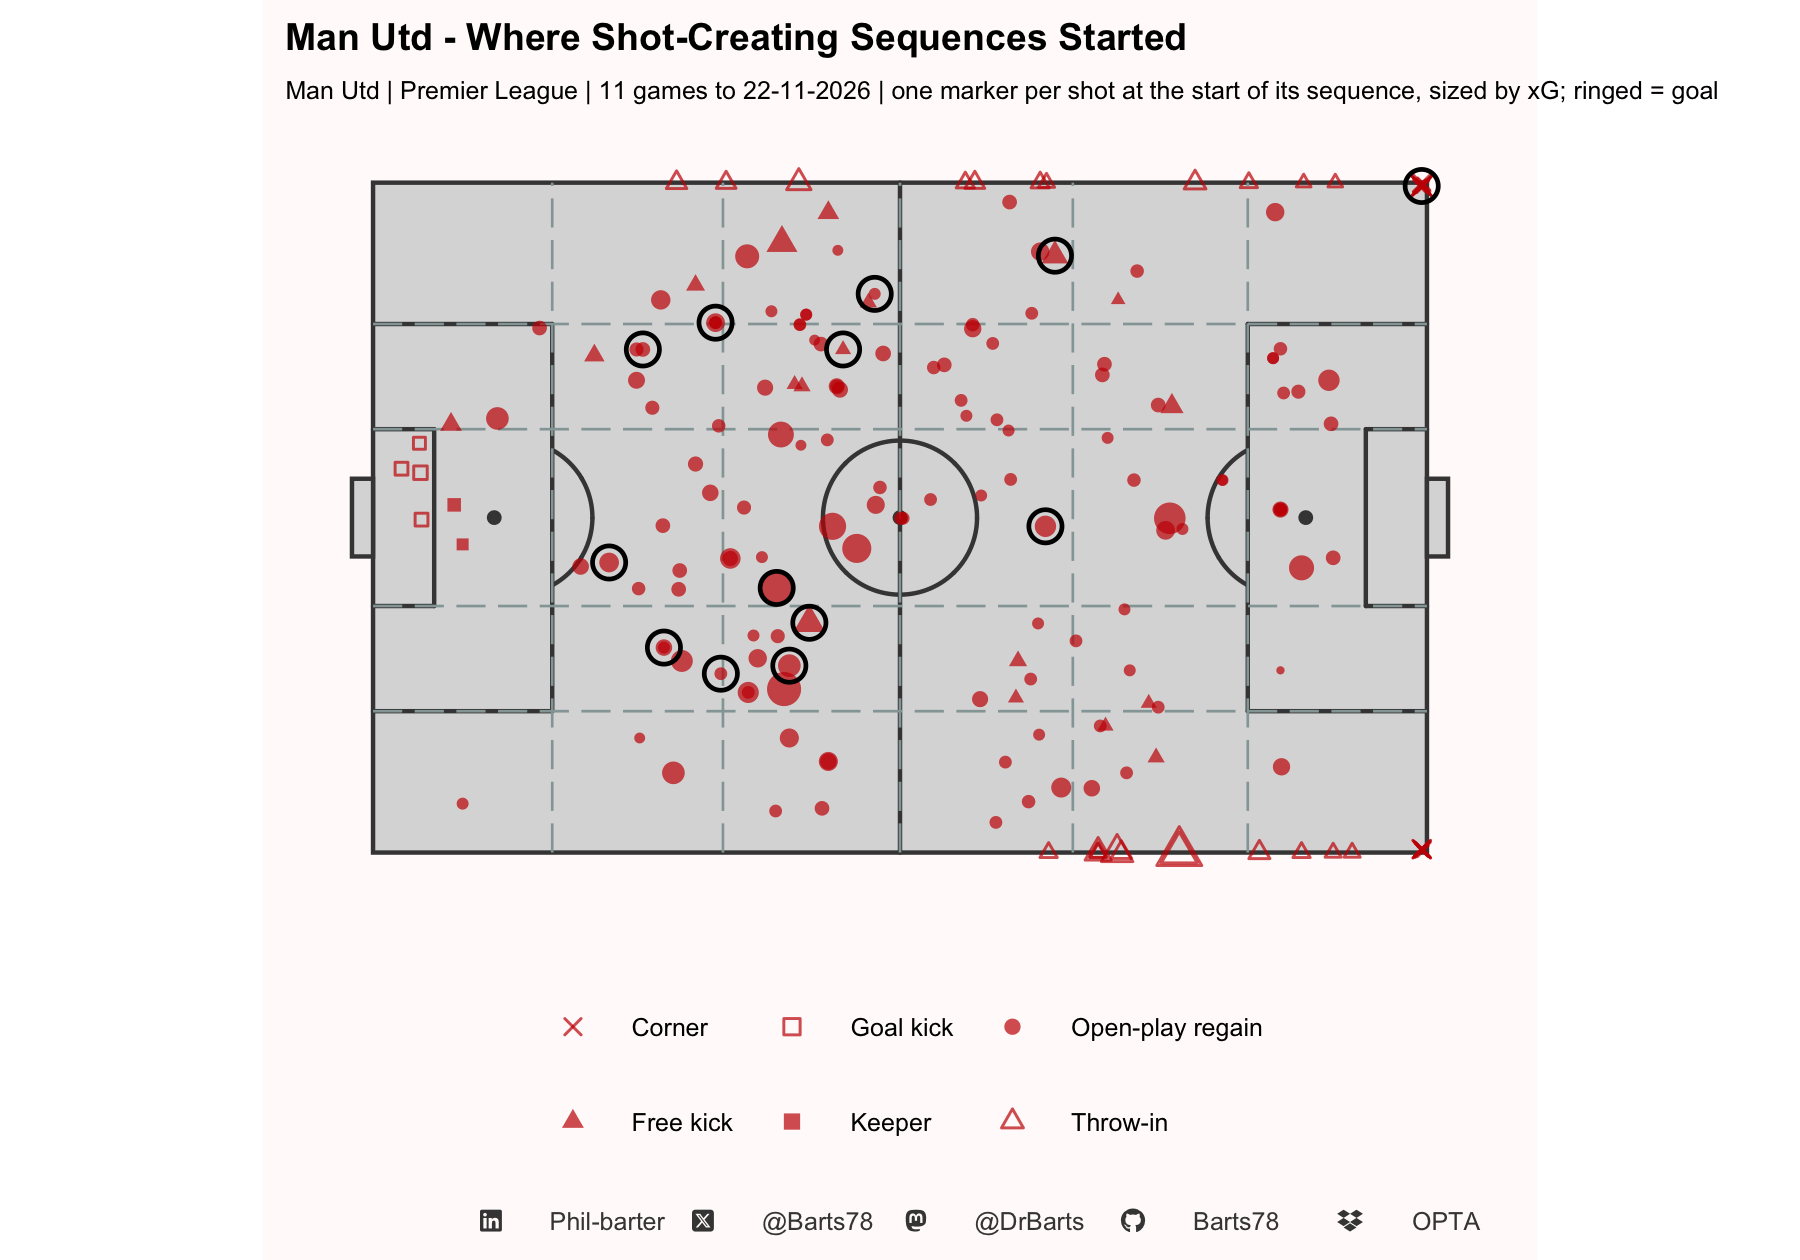 Man Utd - Where Shot-Creating Sequences Started
Man Utd | Premier League | 11 games to 22-11-2026 | one marker per shot at the start of its sequence, sized by xG; ringed = goal
Corner
Goal kick
Open-play regain
Free kick
Keeper
Throw-in
Phil-barter
@Barts78
@DrBarts
Barts78
OPTA